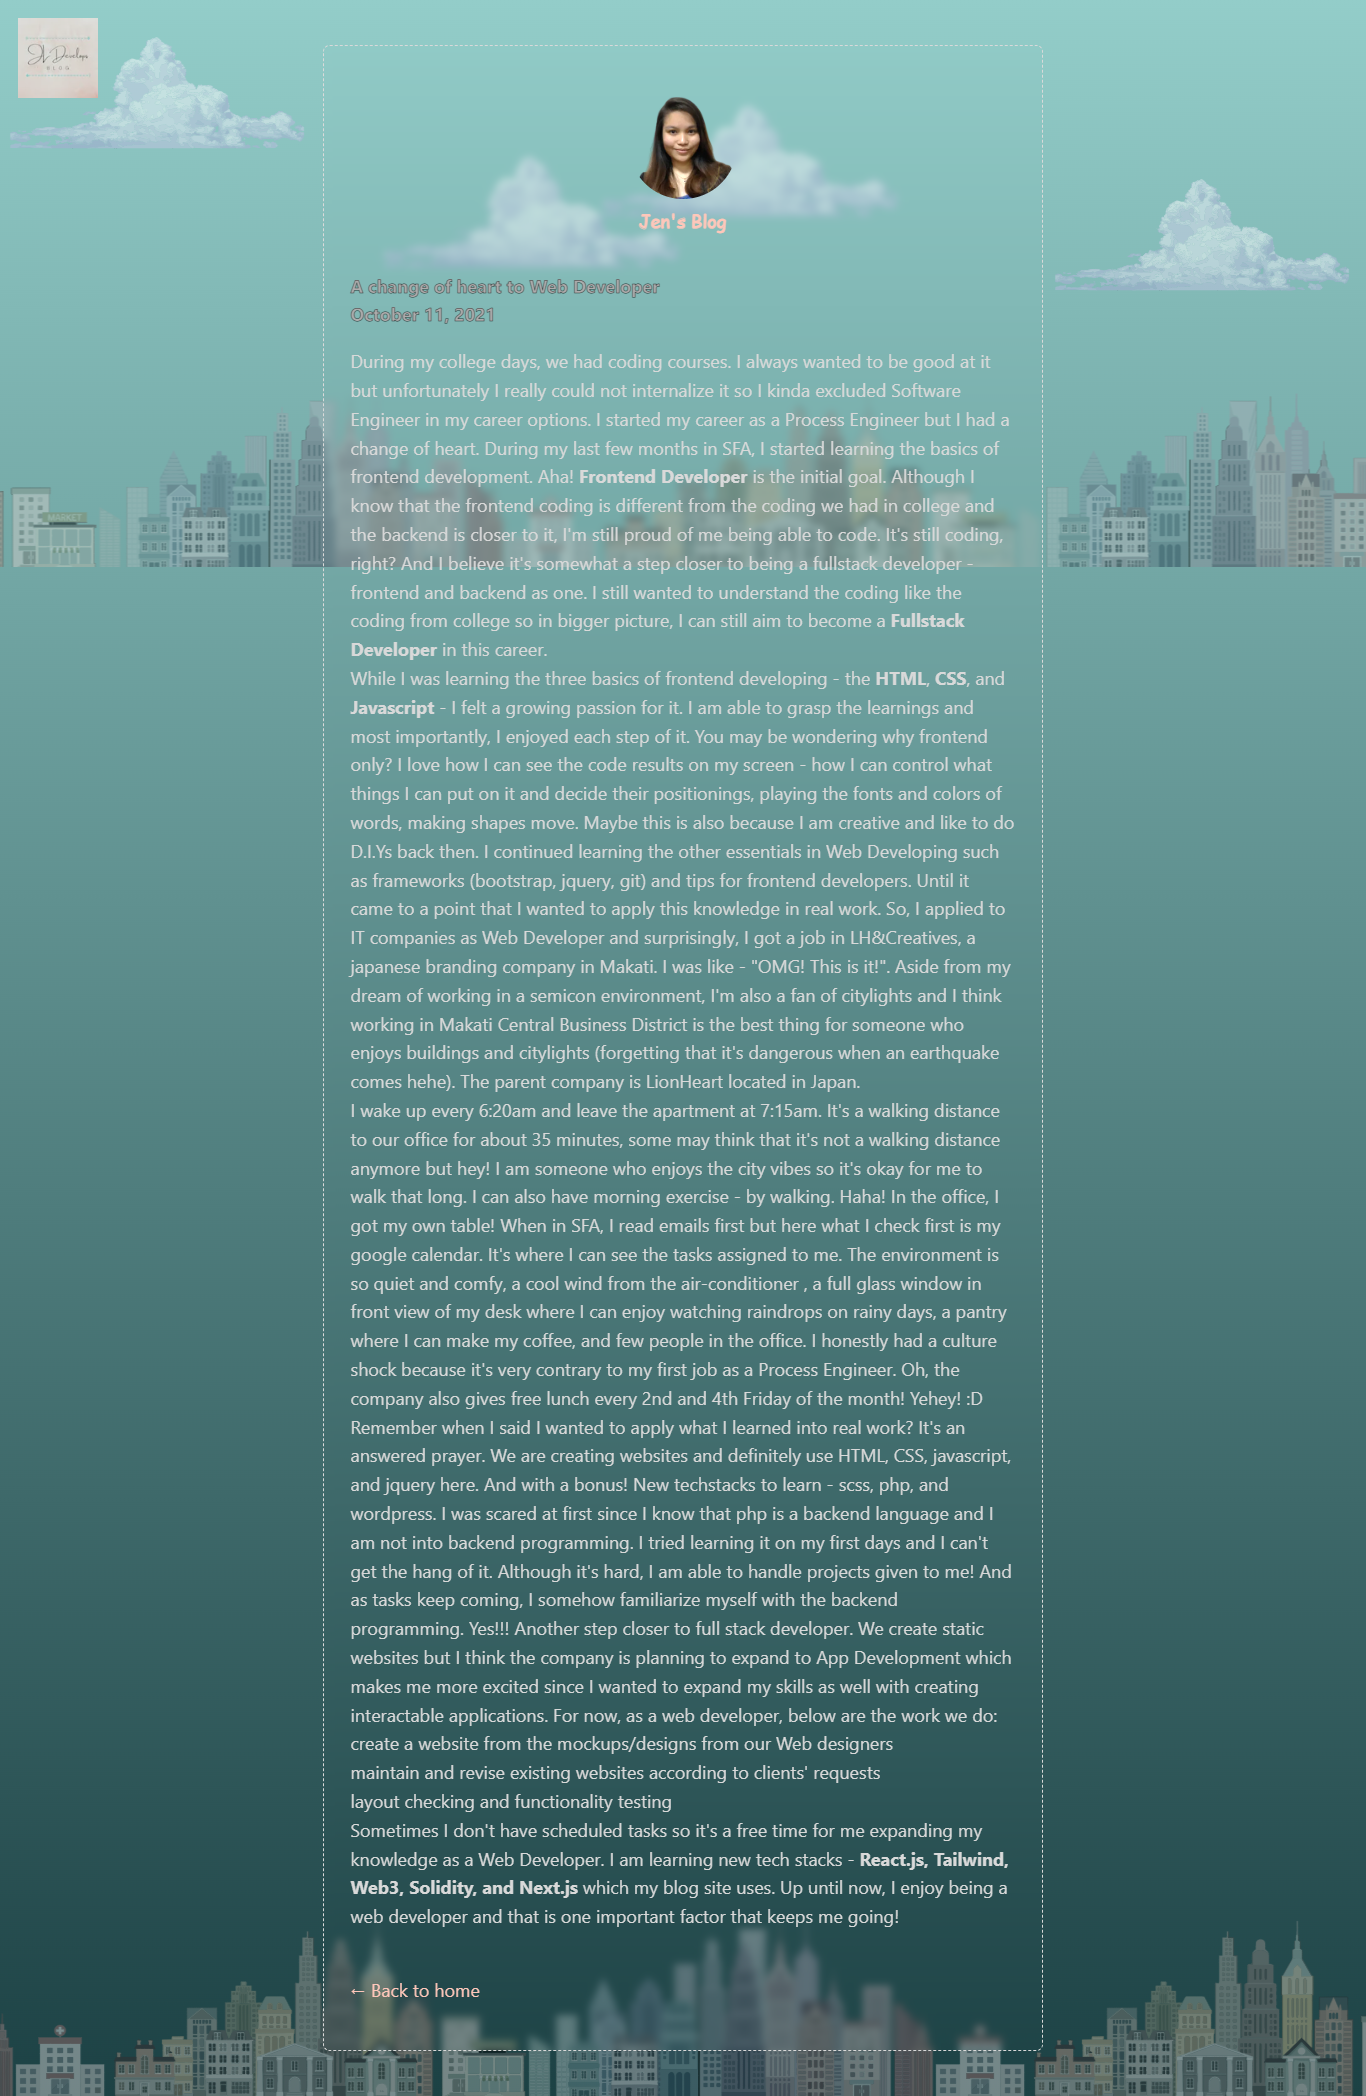 JN Develops
BLOG
Jen's Blog
A change of heart to Web Developer
October 11, 2021
During my college days, we had coding courses. I always wanted to be good at it
but unfortunately I really could not internalize it so I kinda excluded Software
Engineer in my career options. I started my career as a Process Engineer but I had a
change of heart. During my last few months in SFA, I started learning the basics of
frontend development. Aha! Frontend Developer is the initial goal. Although I
know that the frontend coding is different from the coding we had in college and
the backend is closer to it, I'm still proud of me being able to code. It's still coding,
right? And I believe it's somewhat a step closer to being a fullstack developer -
frontend and backend as one. I still wanted to understand the coding like the
coding from college so in bigger picture, I can still aim to become a Fullstack
Developer in this career.
MARKET
While I was learning the three basics of frontend developing - the HTML, CSS, and
Javascript - I felt a growing passion for it. I am able to grasp the learnings and
most importantly, I enjoyed each step of it. You may be wondering why frontend
only? I love how I can see the code results on my screen - how I can control what
things I can put on it and decide their positionings, playing the fonts and colors of
words, making shapes move. Maybe this is also because I am creative and like to do
D.I.Ys back then. I continued learning the other essentials in Web Developing such
as frameworks (bootstrap, jquery, git) and tips for frontend developers. Until it
came to a point that I wanted to apply this knowledge in real work. So, I applied to
IT companies as Web Developer and surprisingly, I got a job in LH&Creatives, a
japanese branding company in Makati. I was like - "OMG! This is it!". Aside from my
dream of working in a semicon environment, I'm also a fan of citylights and I think
working in Makati Central Business District is the best thing for someone who
enjoys buildings and citylights (forgetting that it's dangerous when an earthquake
comes hehe). The parent company is LionHeart located in Japan.
I wake up every 6:20am and leave the apartment at 7:15am. It's a walking distance
to our office for about 35 minutes, some may think that it's not a walking distance
anymore but hey! I am someone who enjoys the city vibes so it's okay for me to
walk that long. I can also have morning exercise - by walking. Haha! In the office, I
got my own table! When in SFA, I read emails first but here what I check first is my
google calendar. It's where I can see the tasks assigned to me. The environment is
so quiet and comfy, a cool wind from the air-conditioner , a full glass window in
front view of my desk where I can enjoy watching raindrops on rainy days, a pantry
where I can make my coffee, and few people in the office. I honestly had a culture
shock because it's very contrary to my first job as a Process Engineer. Oh, the
company also gives free lunch every 2nd and 4th Friday of the month! Yehey! :D
Remember when I said I wanted to apply what I learned into real work? It's an
answered prayer. We are creating websites and definitely use HTML, CSS, javascript,
and jquery here. And with a bonus! New techstacks to learn - scss, php, and
wordpress. I was scared at first since I know that php is a backend language and I
am not into backend programming. I tried learning it on my first days and I can't
get the hang of it. Although it's hard, I am able to handle projects given to me! And
as tasks keep coming, I somehow familiarize myself with the backend
programming. Yes!!! Another step closer to full stack developer. We create static
websites but I think the company is planning to expand to App Development which
makes me more excited since I wanted to expand my skills as well with creating
interactable applications. For now, as a web developer, below are the work we do:
create a website from the mockups/designs from our Web designers
maintain and revise existing websites according to clients' requests
layout checking and functionality testing
Sometimes I don't have scheduled tasks so it's a free time for me expanding my
knowledge as a Web Developer. I am learning new tech stacks - React.js, Tailwind,
Web3, Solidity, and Next.js which my blog site uses. Up until now, I enjoy being a
web developer and that is one important factor that keeps me going!
← Back to home